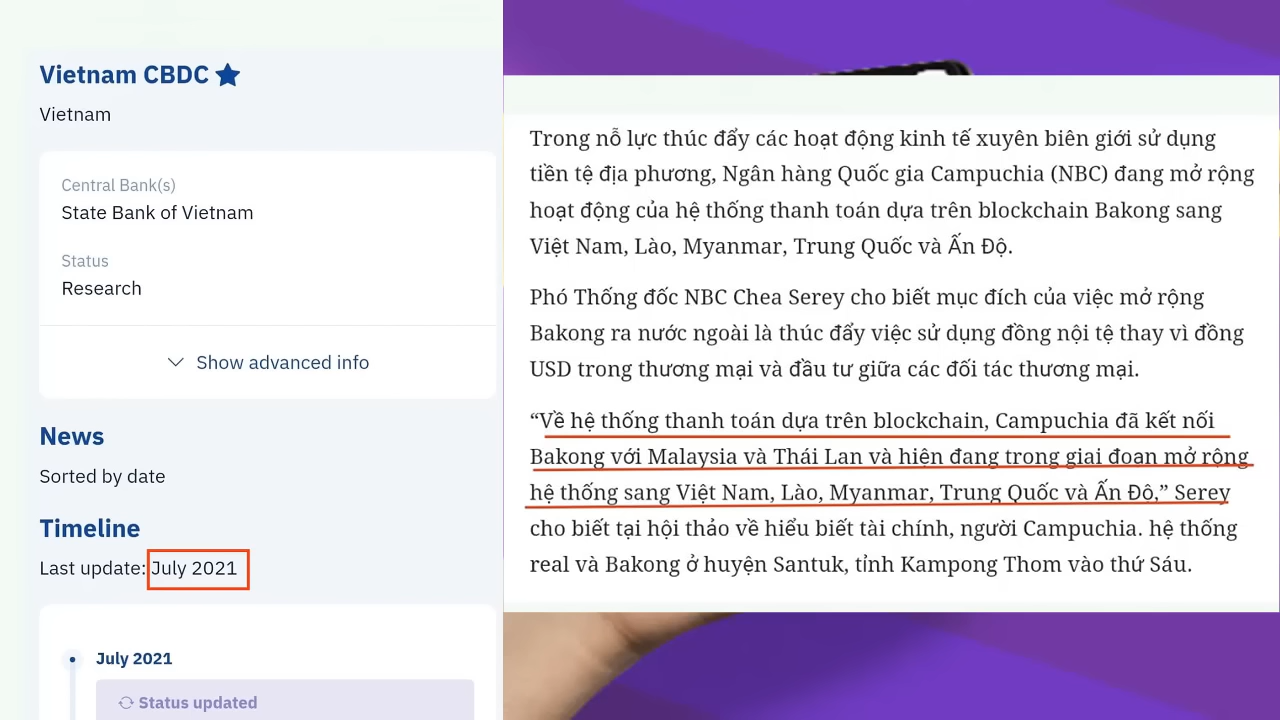 Vietnam CBDC
Vietnam
Central Bank(s)
State Bank of Vietnam
Status
Research
Show advanced info
News
Sorted by date
Timeline
Last update: July 2021
July 2021
Status updated
Trong nỗ lực thúc đẩy các hoạt động kinh tế xuyên biên giới sử dụng
tiền tệ địa phương, Ngân hàng Quốc gia Campuchia (NBC) đang mở rộng
hoạt động của hệ thống thanh toán dựa trên blockchain Bakong sang
Việt Nam, Lào, Myanmar, Trung Quốc và Ấn Độ.
Phó Thống đốc NBC Chea Serey cho biết mục đích của việc mở rộng
Bakong ra nước ngoài là thúc đẩy việc sử dụng đồng nội tệ thay vì đồng
USD trong thương mại và đầu tư giữa các đối tác thương mại.
“Về hệ thống thanh toán dựa trên blockchain, Campuchia đã kết nối
Bakong với Malaysia và Thái Lan và hiện đang trong giai đoạn mở rộng
hệ thống sang Việt Nam, Lào, Myanmar, Trung Quốc và Ấn Độ,” Serey
cho biết tại hội thảo về hiểu biết tài chính, người Campuchia. hệ thống
real và Bakong ở huyện Santuk, tỉnh Kampong Thom vào thứ Sáu.